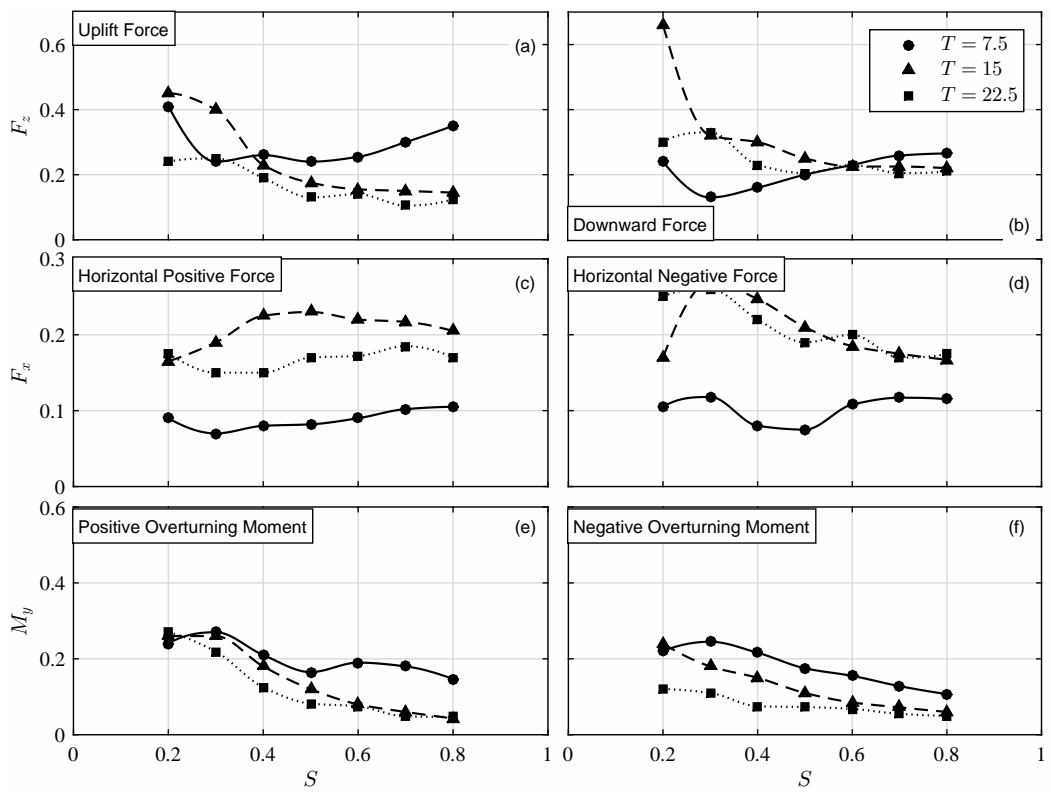 Uplift Force
(a)
0.6
0.4
0.2
0
F_z
Downward Force
(b)
T = 7.5
T = 15
T = 22.5
Horizontal Positive Force
(c)
0.3
0.2
0.1
0
F_x
Horizontal Negative Force
(d)
Positive Overturning Moment
(e)
0.6
0.4
0.2
0
M_y
0 0.2 0.4 0.6 0.8 1
S
Negative Overturning Moment
(f)
0 0.2 0.4 0.6 0.8 1
S